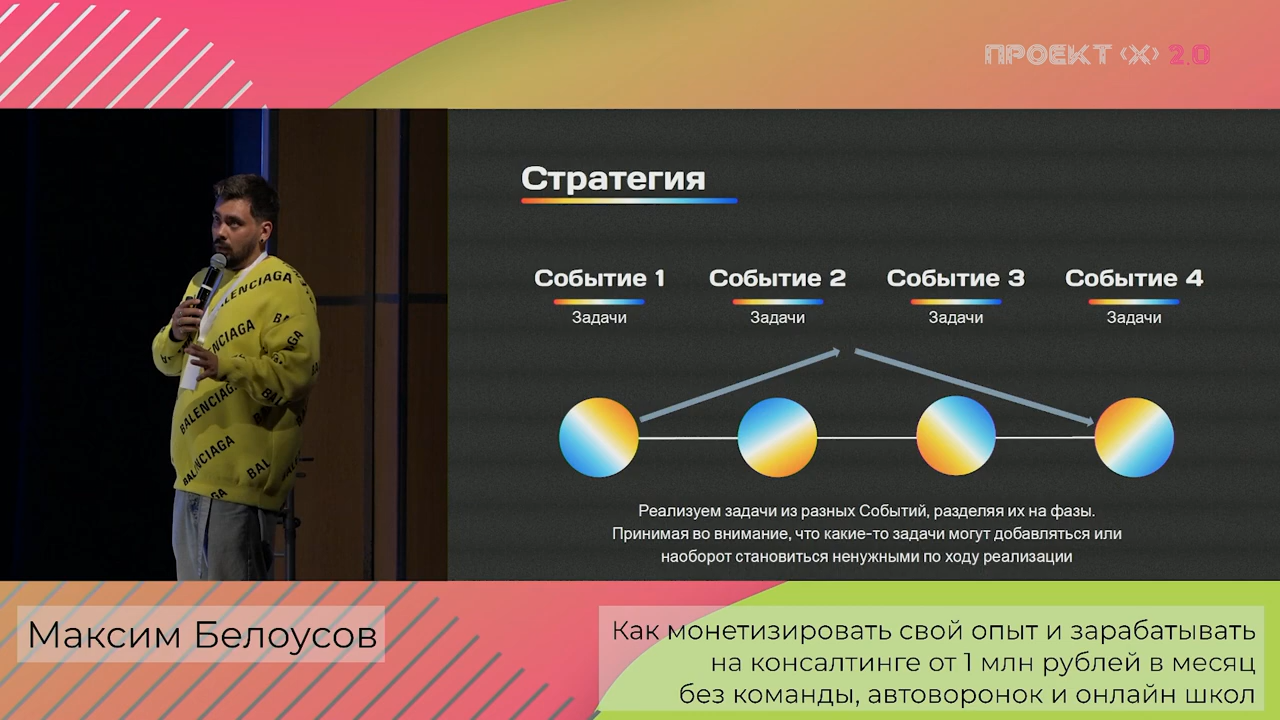 ПРОЕКТ ‹X› 2.0
Стратегия
Событие 1
Задачи
Событие 2
Задачи
Событие 3
Задачи
Событие 4
Задачи
Реализуем задачи из разных Событий, разделяя их на фазы.
Принимая во внимание, что какие-то задачи могут добавляться или
наоборот становиться ненужными по ходу реализации
BALENCIAGA
BALENCIAGA
BALENCIAGA
BAL
Максим Белоусов
Как монетизировать свой опыт и зарабатывать
на консалтинге от 1 млн рублей в месяц
без команды, автоворонок и онлайн школ